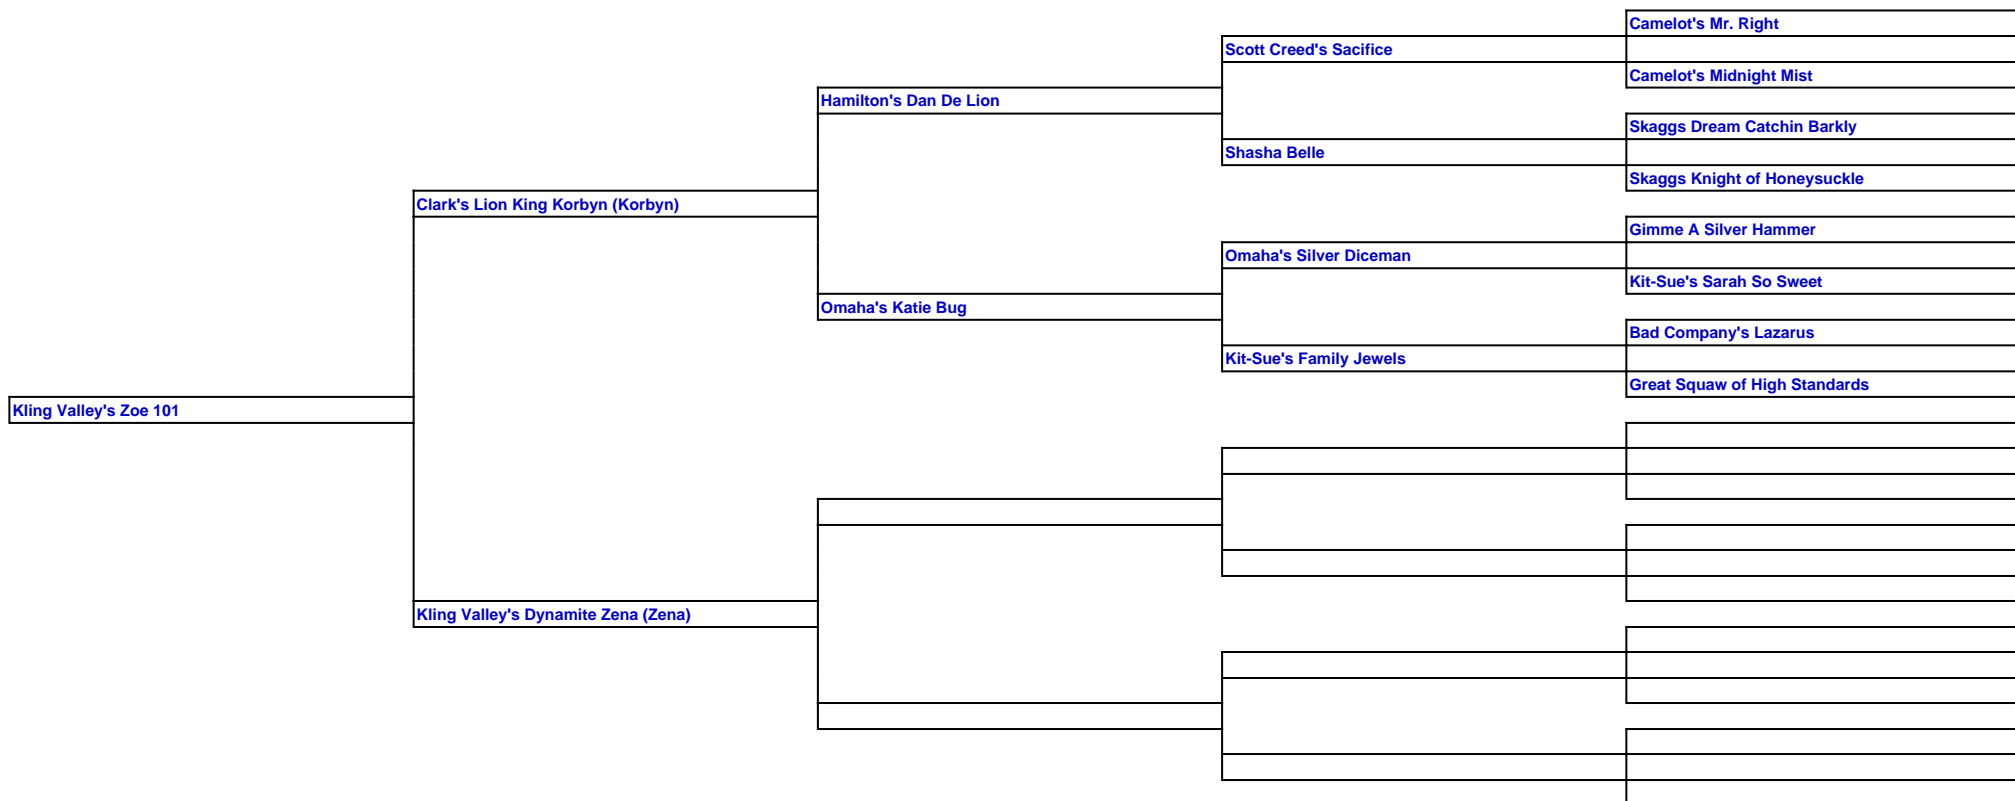 Camelot's Mr. Right
Scott Creed's Sacifice
Camelot's Midnight Mist
Hamilton's Dan De Lion
Skaggs Dream Catchin Barkly
Shasha Belle
Skaggs Knight of Honeysuckle
Clark's Lion King Korbyn (Korbyn)
Gimme A Silver Hammer
Omaha's Silver Diceman
Kit-Sue's Sarah So Sweet
Omaha's Katie Bug
Bad Company's Lazarus
Kit-Sue's Family Jewels
Great Squaw of High Standards
Kling Valley's Zoe 101
Kling Valley's Dynamite Zena (Zena)